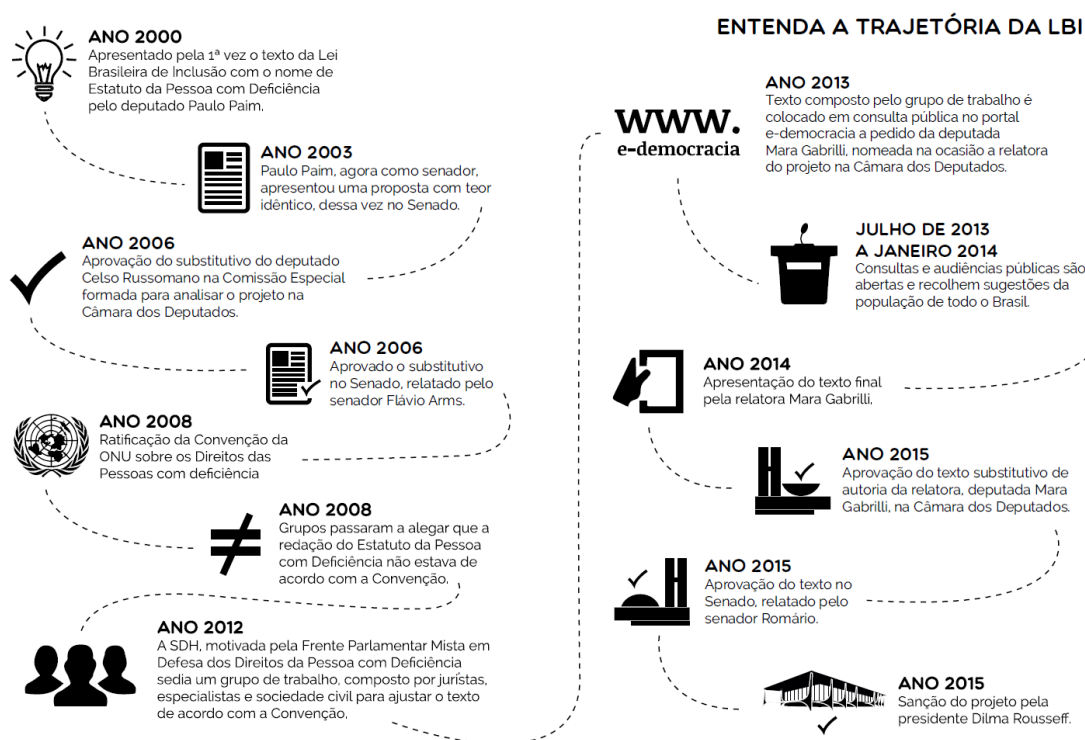 ENTENDA A TRAJETÓRIA DA LBI
ANO 2000
Apresentado pela 1ª vez o texto da Lei
Brasileira de Inclusão com o nome de
Estatuto da Pessoa com Deficiência
pelo deputado Paulo Paim.
ANO 2003
Paulo Paim, agora como senador,
apresentou uma proposta com teor
idêntico, dessa vez no Senado.
ANO 2006
Aprovação do substitutivo do deputado
Celso Russomano na Comissão Especial
formada para analisar o projeto na
Câmara dos Deputados.
ANO 2006
Aprovado o substitutivo
no Senado, relatado pelo
senador Flávio Arms.
ANO 2008
Ratificação da Convenção da
ONU sobre os Direitos das
Pessoas com deficiência
ANO 2008
Grupos passaram a alegar que a
redação do Estatuto da Pessoa
com Deficiência não estava de
acordo com a Convenção.
ANO 2012
A SDH, motivada pela Frente Parlamentar Mista em
Defesa dos Direitos da Pessoa com Deficiência
sedia um grupo de trabalho, composto por juristas,
especialistas e sociedade civil para ajustar o texto
de acordo com a Convenção,
www.
e-democracia
ANO 2013
Texto composto pelo grupo de trabalho é
colocado em consulta pública no portal
e-democracia a pedido da deputada
Mara Gabrilli, nomeada na ocasião a relatora
do projeto na Câmara dos Deputados.
JULHO DE 2013
A JANEIRO 2014
Consultas e audiências públicas são
abertas e recolhem sugestões da
população de todo o Brasil.
ANO 2014
Apresentação do texto final
pela relatora Mara Gabrilli,
ANO 2015
Aprovação do texto substitutivo de
autoria da relatora, deputada Mara
Gabrilli, na Câmara dos Deputados.
ANO 2015
Aprovação do texto no
Senado, relatado pelo
senador Romário.
ANO 2015
Sanção do projeto pela
presidente Dilma Rousseff.